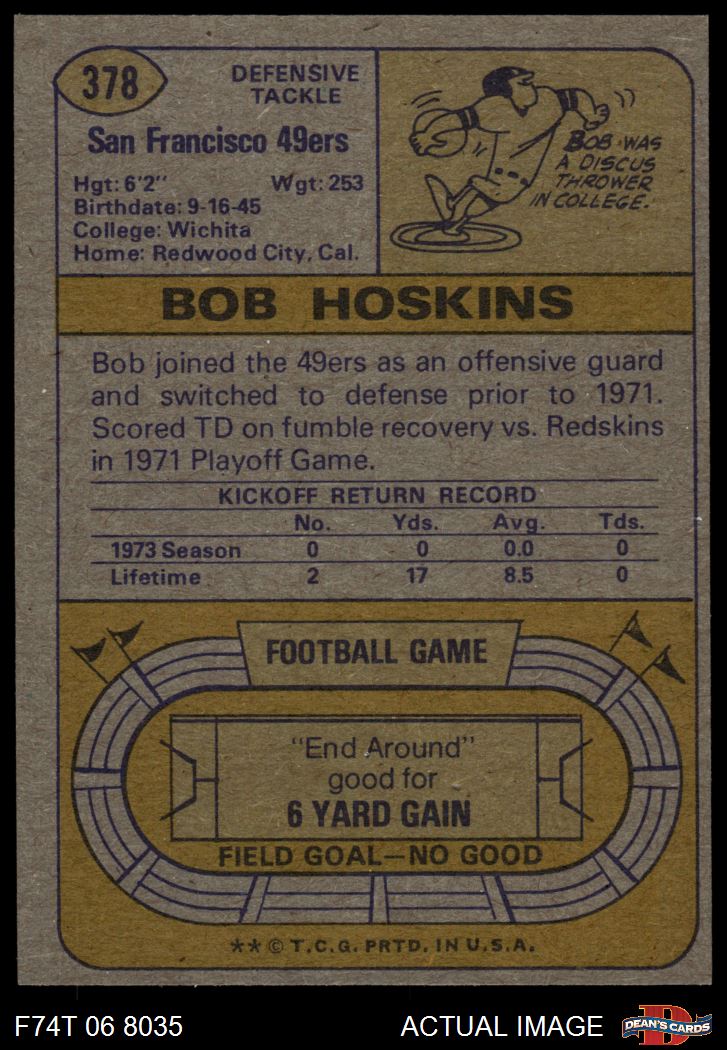 378
DEFENSIVE
TACKLE
San Francisco 49ers
Hgt: 6'2" Wgt: 253
Birthdate: 9-16-45
College: Wichita
Home: Redwood City, Cal.
BOB WAS
A DISCUS
THROWER
IN COLLEGE.
BOB HOSKINS
Bob joined the 49ers as an offensive guard
and switched to defense prior to 1971.
Scored TD on fumble recovery vs. Redskins
in 1971 Playoff Game.
KICKOFF RETURN RECORD
No. Yds. Avg. Tds.
1973 Season 0 0 0.0 0
Lifetime 2 17 8.5 0
FOOTBALL GAME
"End Around"
good for
6 YARD GAIN
FIELD GOAL—NO GOOD
** © T.C.G. PRTD. IN U.S.A.
F74T 06 8035 ACTUAL IMAGE
D
DEAN'S CARDS